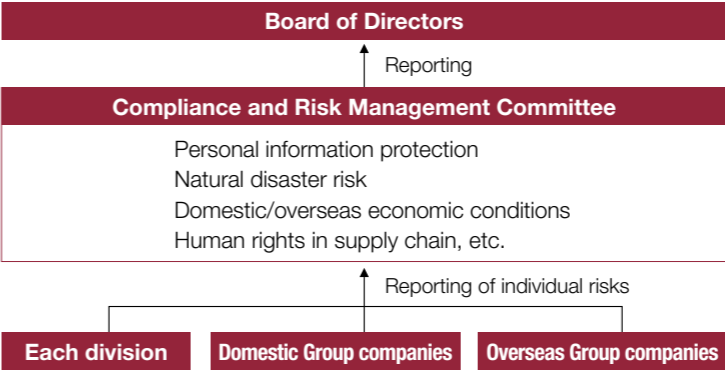 Board of Directors
Reporting
Compliance and Risk Management Committee
Personal information protection
Natural disaster risk
Domestic/overseas economic conditions
Human rights in supply chain, etc.
Reporting of individual risks
Each division
Domestic Group companies
Overseas Group companies